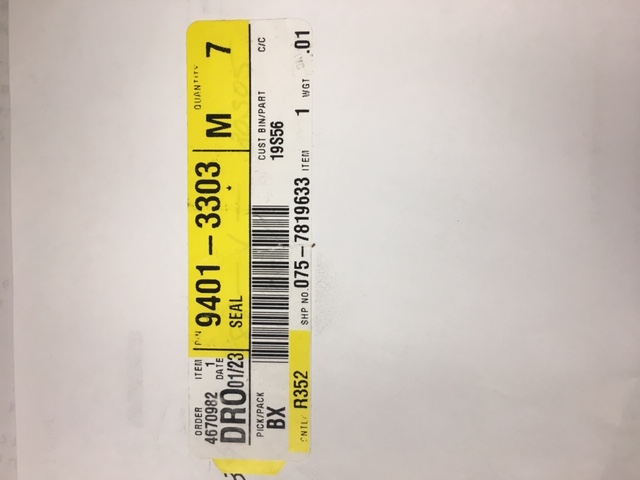 ORDER ITEM P/N 9401-3303 M QUANTITY 7
4670982 1
DRO DATE 01/23 SEAL
PICK/PACK CUST BIN/PART C/C
BX 19S56
R352 SHP NO. 075-7819633 ITEM 1 WGT .01